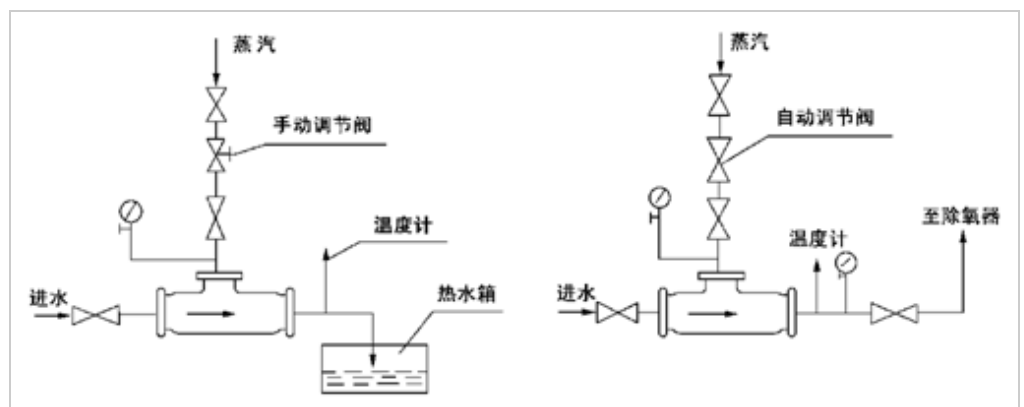 蒸汽
手动调节阀
温度计
进水
热水箱
蒸汽
自动调节阀
至除氧器
温度计
进水